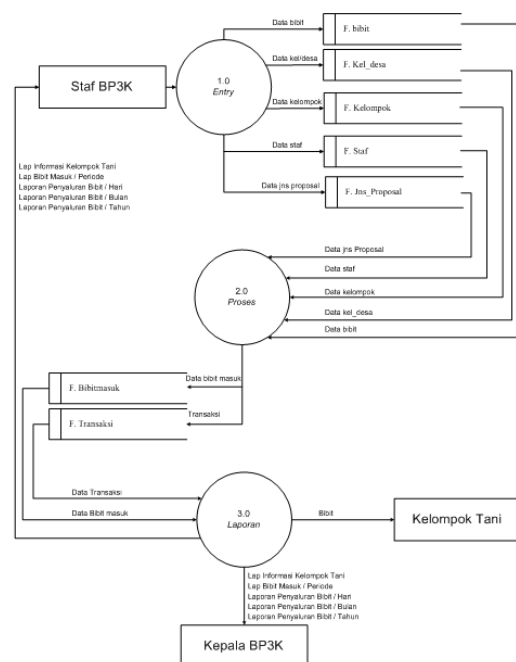 Data bibit
F. bibit
Staf BP3K
1.0
Entry
Data kel/desa
F. Kel_desa
Data kelompok
F. Kelompok
Data staf
F. Staf
Data jns proposal
F. Jns_Proposal
Lap Informasi Kelompok Tani
Lap Bibit Masuk / Periode
Laporan Penyaluran Bibit / Hari
Laporan Penyaluran Bibit / Bulan
Laporan Penyaluran Bibit / Tahun
Data jns Proposal
Data staf
2.0
Proses
Data kelompok
Data kel_desa
Data bibit
Data bibit masuk
F. Bibitmasuk
Transaksi
F. Transaksi
Data Transaksi
Data Bibit masuk
3.0
Laporan
Bibit
Kelompok Tani
Lap Informasi Kelompok Tani
Lap Bibit Masuk / Periode
Laporan Penyaluran Bibit / Hari
Laporan Penyaluran Bibit / Bulan
Laporan Penyaluran Bibit / Tahun
Kepala BP3K